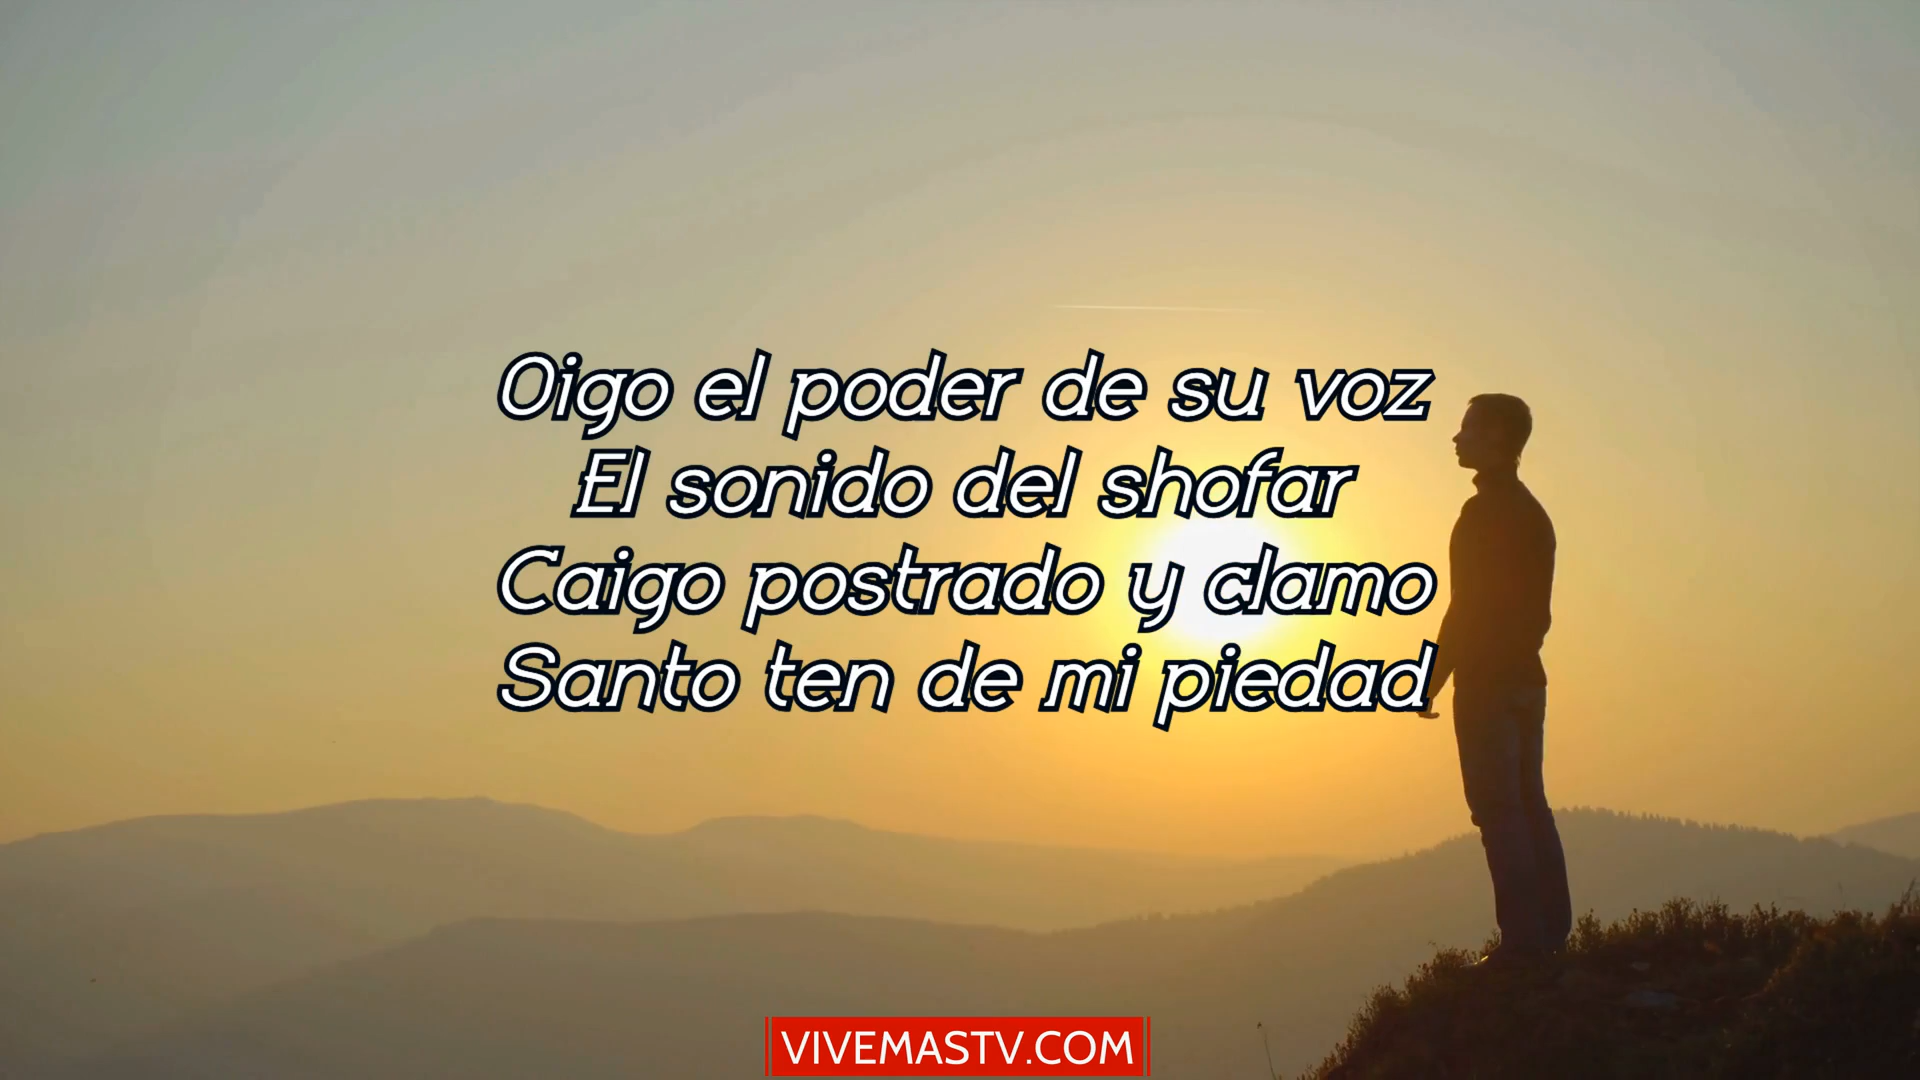 Oigo el poder de su voz
El sonido del shofar
Caigo postrado y clamo
Santo ten de mi piedad
VIVEMASTV.COM